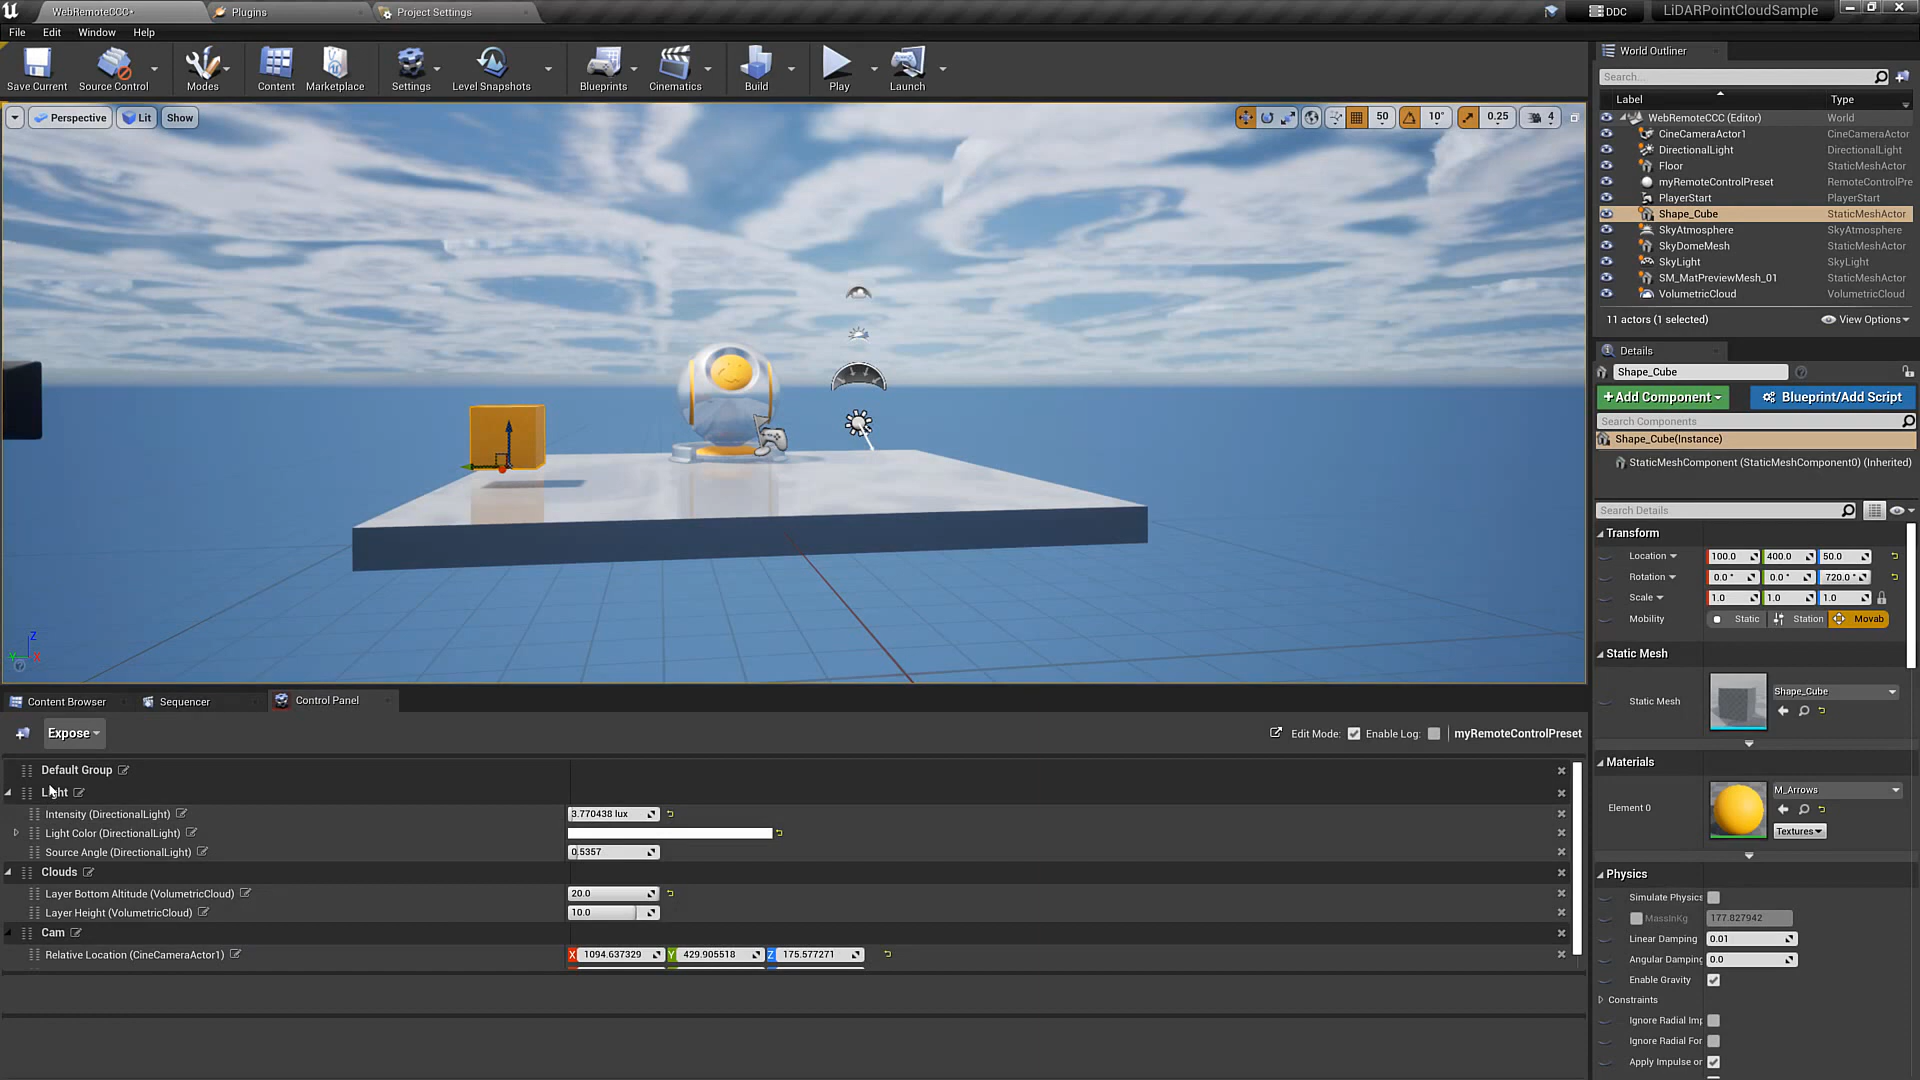 WebRemoteCCC•
Plugins
Project Settings
DDC
LiDARPointCloudSample
File Edit Window Help
Save Current
Source Control
Modes
Content
Marketplace
Settings
Level Snapshots
Blueprints
Cinematics
Build
Play
Launch
Perspective
Lit
Show
50
10°
0.25
4
World Outliner
Search...
Label Type
WebRemoteCCC (Editor) World
CineCameraActor1 CineCameraActor
DirectionalLight DirectionalLight
Floor StaticMeshActor
myRemoteControlPreset RemoteControlPre
PlayerStart PlayerStart
Shape_Cube StaticMeshActor
SkyAtmosphere SkyAtmosphere
SkyDomeMesh StaticMeshActor
SkyLight SkyLight
SM_MatPreviewMesh_01 StaticMeshActor
VolumetricCloud VolumetricCloud
11 actors (1 selected)
View Options
Details
Shape_Cube
+Add Component
Blueprint/Add Script
Search Components
Shape_Cube(Instance)
StaticMeshComponent (StaticMeshComponent0) (Inherited)
Search Details
Transform
Location 100.0 400.0 50.0
Rotation 0.0 ° 0.0 ° 720.0 °
Scale 1.0 1.0 1.0
Mobility Static Station Movab
Static Mesh
Static Mesh
Shape_Cube
Materials
Element 0
M_Arrows
Textures
Physics
Simulate Physics
MassInKg 177.827942
Linear Damping 0.01
Angular Damping 0.0
Enable Gravity
Constraints
Ignore Radial Imp
Ignore Radial For
Apply Impulse or
Z
Y
X
Content Browser
Sequencer
Control Panel
Expose
Edit Mode:
Enable Log:
myRemoteControlPreset
Default Group
Light
Intensity (DirectionalLight) 3.770438 lux
Light Color (DirectionalLight)
Source Angle (DirectionalLight) 0.5357
Clouds
Layer Bottom Altitude (VolumetricCloud) 20.0
Layer Height (VolumetricCloud) 10.0
Cam
Relative Location (CineCameraActor1) X 1094.637329 Y 429.905518 Z 175.577271